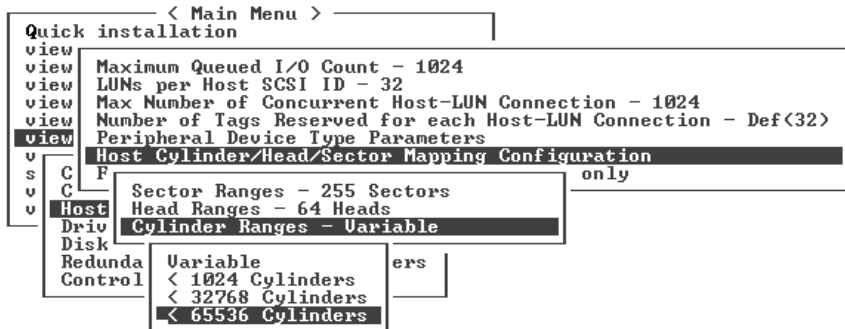 < Main Menu >
Quick installation
view
view Maximum Queued I/O Count - 1024
view LUNs per Host SCSI ID - 32
view Max Number of Concurrent Host-LUN Connection - 1024
view Number of Tags Reserved for each Host-LUN Connection - Def(32)
view Peripheral Device Type Parameters
v Host Cylinder/Head/Sector Mapping Configuration
s C F only
v C Sector Ranges - 255 Sectors
v Host Head Ranges - 64 Heads
Driv Cylinder Ranges - Variable
Disk
Redunda Variable ers
Control < 1024 Cylinders
< 32768 Cylinders
< 65536 Cylinders